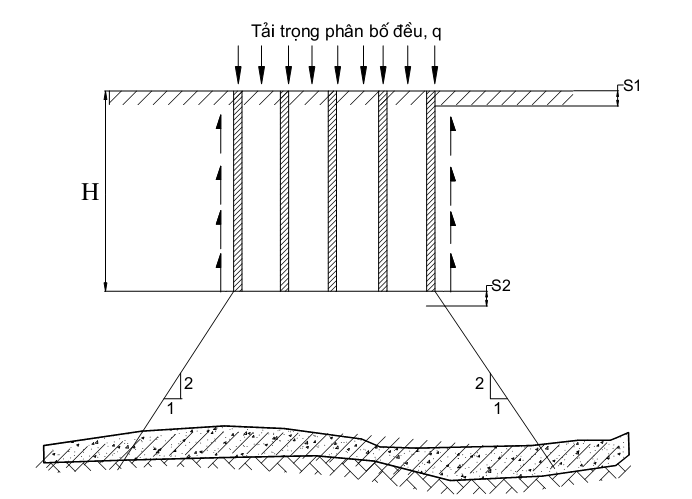 Tải trọng phân bố đều, q
S1
H
S2
2
1
2
1